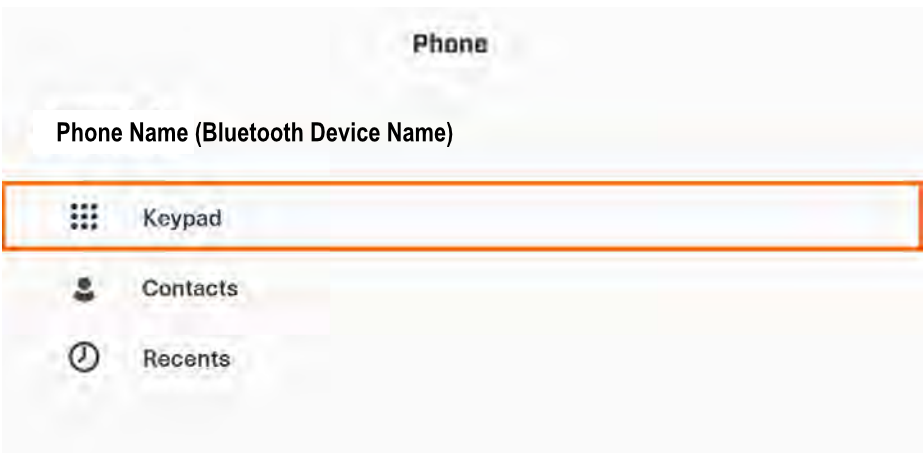 Phone
Phone Name (Bluetooth Device Name)
Keypad
Contacts
Recents